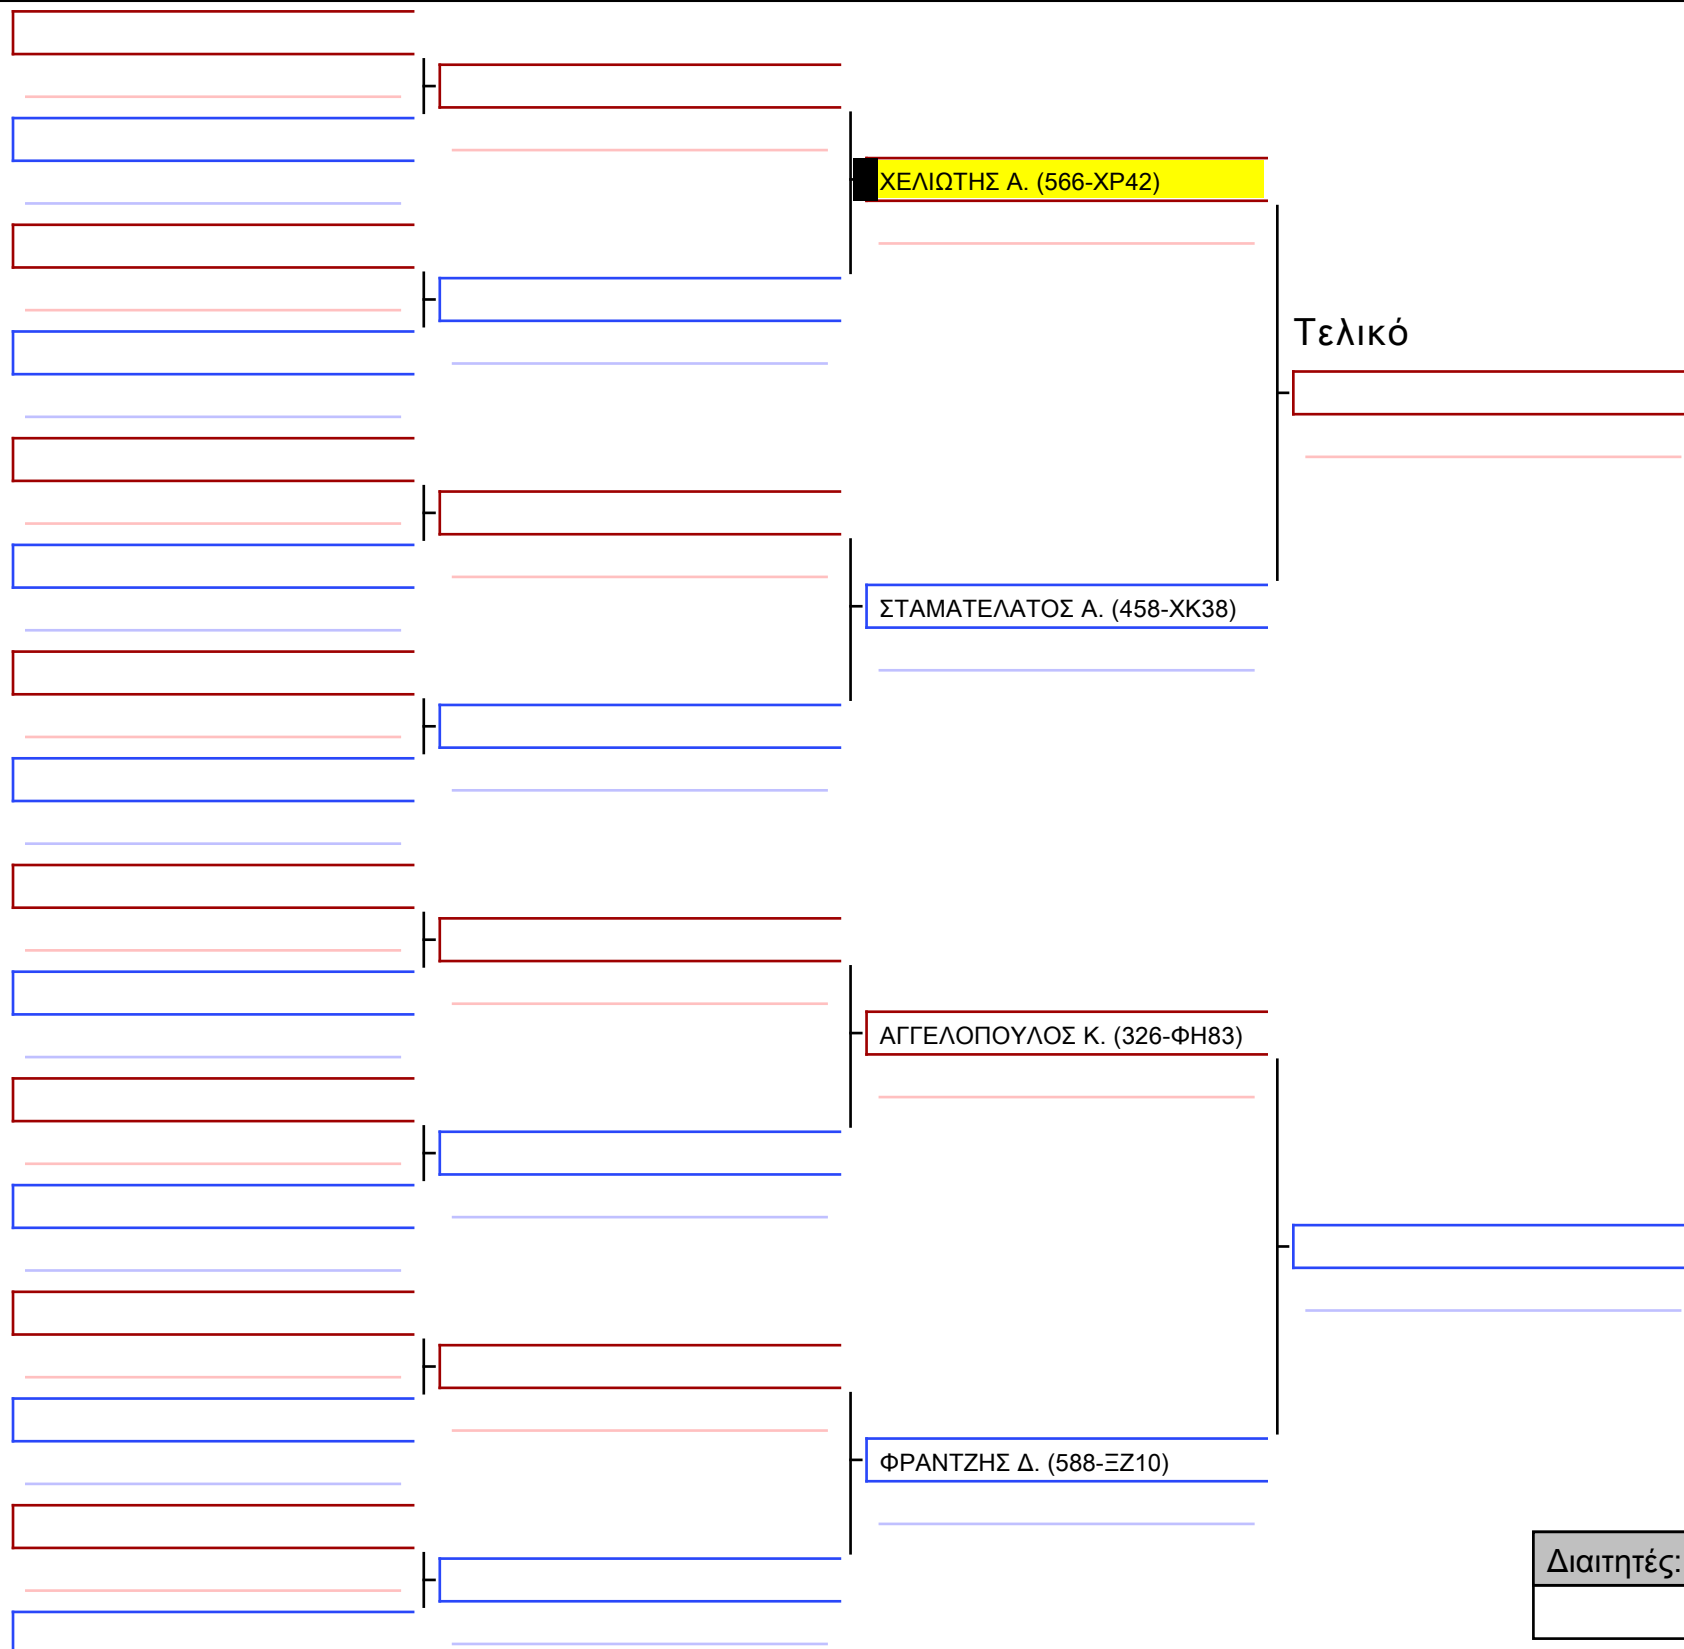 ΧΕΛΙΩΤΗΣ Α. (566-ΧΡ42)
Τελικό
ΣΤΑΜΑΤΕΛΑΤΟΣ Α. (458-ΧΚ38)
ΑΓΓΕΛΟΠΟΥΛΟΣ Κ. (326-ΦΗ83)
ΦΡΑΝΤΖΗΣ Δ. (588-ΞΖ10)
Διαιτητές: